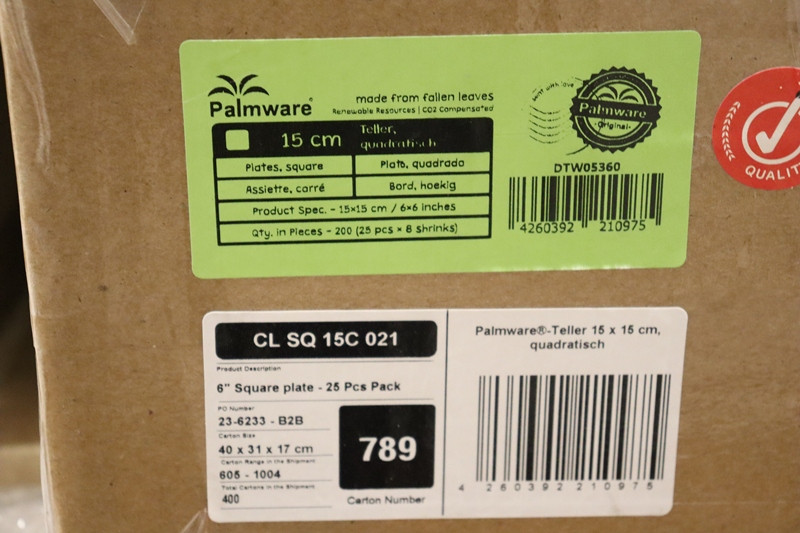 Palmware®
made from fallen leaves
Renewable Resources | CO2 Compensated
Sent with love
Palmware
Original
15 cm
Teller,
quadratisch
Plates, square
Plato, quadrado
Assiette, carré
Bord, hoekig
Product Spec. - 15x15 cm / 6x6 inches
Qty. in Pieces - 200 (25 pcs x 8 shrinks)
DTW05360
4260392 210975
QUALIT
CL SQ 15C 021
Product Description
6" Square plate - 25 Pcs Pack
PO Number
23-6233 - B2B
Carton Size
40 x 31 x 17 cm
Carton Range in the Shipment
605 - 1004
Total Cartons in the Shipment
400
789
Carton Number
Palmware®-Teller 15 x 15 cm,
quadratisch
4 260392 210975